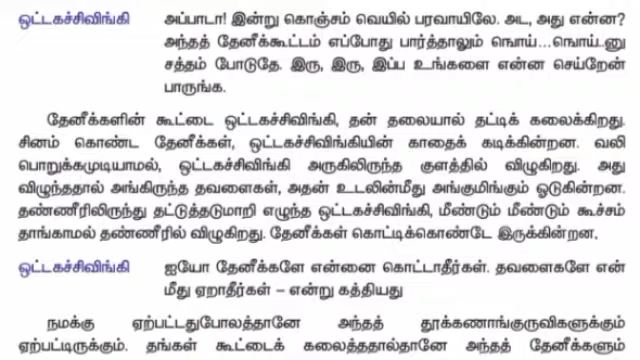 ஒட்டகச்சிவிங்கி அப்பாடா! இன்று கொஞ்சம் வெயில் பரவாயிலே. அட, அது என்ன?
அந்தத் தேனீக்கூட்டம் எப்போது பார்த்தாலும் ஞொய்...ஞொய்னு
சத்தம் போடுதே. இரு, இரு, இப்ப உங்களை என்ன செய்றேன்
பாருங்க.
தேனீக்களின் கூட்டை ஒட்டகச்சிவிங்கி, தன் தலையால் தட்டிக் கலைக்கிறது.
சினம் கொண்ட தேனீக்கள், ஒட்டகச்சிவிங்கியின் காதைக் கடிக்கின்றன. வலி
பொறுக்கமுடியாமல், ஒட்டகச்சிவிங்கி அருகிலிருந்த குளத்தில் விழுகிறது. அது
விழுந்ததால் அங்கிருந்த தவளைகள், அதன் உடலின்மீது அங்குமிங்கும் ஓடுகின்றன.
தண்ணீரிலிருந்து தட்டுத்தடுமாறி எழுந்த ஒட்டகச்சிவிங்கி, மீண்டும் மீண்டும் கூச்சம்
தாங்காமல் தண்ணீரில் விழுகிறது. தேனீக்கள் கொட்டிக்கொண்டே இருக்கின்றன.
ஒட்டகச்சிவிங்கி ஐயோ தேனீக்களே என்னை கொட்டாதீர்கள். தவளைகளே என்
மீது ஏறாதீர்கள் – என்று கத்தியது
நமக்கு ஏற்பட்டதுபோலத்தானே அந்தத் தூக்கணாங்குருவிகளுக்கும்
ஏற்பட்டிருக்கும். தங்கள் கூட்டைக் கலைத்ததால்தானே அந்தத் தேனீக்களும்